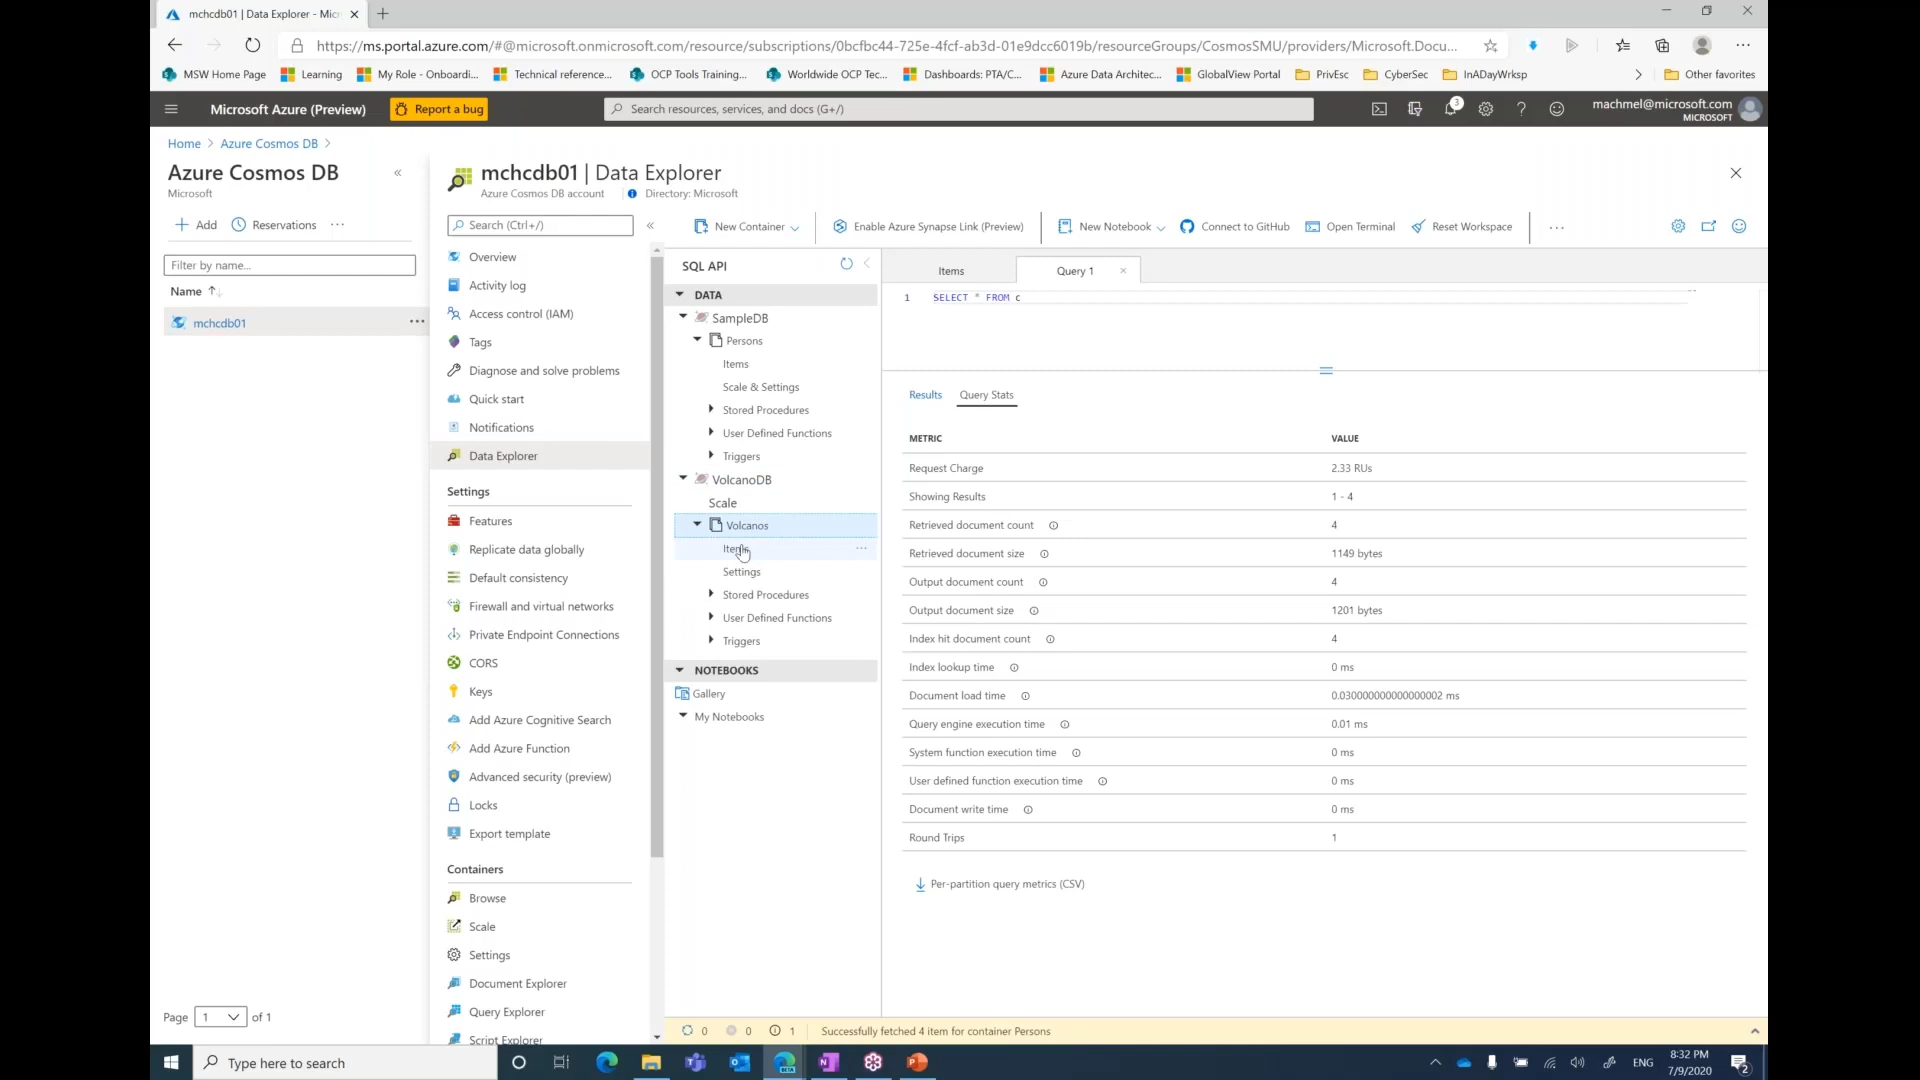 mchcdb01 | Data Explorer - Micr
https://ms.portal.azure.com/#@microsoft.onmicrosoft.com/resource/subscriptions/0bcfbc44-725e-4fcf-ab3d-01e9dcc6019b/resourceGroups/CosmosSMU/providers/Microsoft.Docu...
MSW Home Page
Learning
My Role - Onboardi...
Technical reference...
OCP Tools Training...
Worldwide OCP Tec...
Dashboards: PTA/C...
Azure Data Architec...
GlobalView Portal
PrivEsc
CyberSec
InADayWrksp
Other favorites
Microsoft Azure (Preview)
Report a bug
Search resources, services, and docs (G+/)
3
machmel@microsoft.com
MICROSOFT
Home > Azure Cosmos DB >
Azure Cosmos DB
Microsoft
Add
Reservations
Filter by name...
Name
mchcdb01
Page 1 of 1
mchcdb01 | Data Explorer
Azure Cosmos DB account
Directory: Microsoft
Search (Ctrl+/)
Overview
Activity log
Access control (IAM)
Tags
Diagnose and solve problems
Quick start
Notifications
Data Explorer
Settings
Features
Replicate data globally
Default consistency
Firewall and virtual networks
Private Endpoint Connections
CORS
Keys
Add Azure Cognitive Search
Add Azure Function
Advanced security (preview)
Locks
Export template
Containers
Browse
Scale
Settings
Document Explorer
Query Explorer
Script Explorer
New Container
Enable Azure Synapse Link (Preview)
New Notebook
Connect to GitHub
Open Terminal
Reset Workspace
SQL API
DATA
SampleDB
Persons
Items
Scale & Settings
Stored Procedures
User Defined Functions
Triggers
VolcanoDB
Scale
Volcanos
Items
Settings
Stored Procedures
User Defined Functions
Triggers
NOTEBOOKS
Gallery
My Notebooks
Items
Query 1
1 SELECT * FROM c
Results
Query Stats
METRIC VALUE
Request Charge 2.33 RUs
Showing Results 1 - 4
Retrieved document count 4
Retrieved document size 1149 bytes
Output document count 4
Output document size 1201 bytes
Index hit document count 4
Index lookup time 0 ms
Document load time 0.030000000000000002 ms
Query engine execution time 0.01 ms
System function execution time 0 ms
User defined function execution time 0 ms
Document write time 0 ms
Round Trips 1
Per-partition query metrics (CSV)
0 0 1 Successfully fetched 4 item for container Persons
Type here to search
ENG
8:32 PM
7/9/2020
2